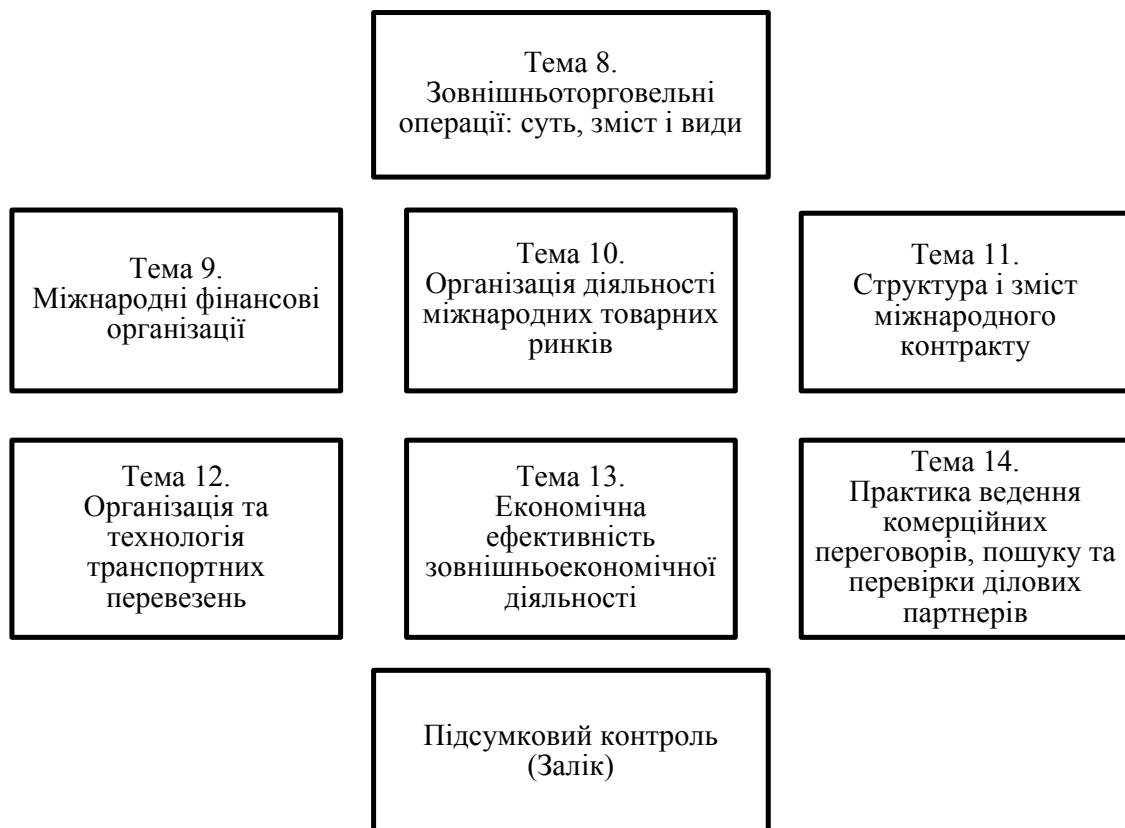 Тема 8.
Зовнішньоторговельні
операції: суть, зміст і види
Тема 9.
Міжнародні фінансові
організації
Тема 10.
Організація діяльності
міжнародних товарних
ринків
Тема 11.
Структура і зміст
міжнародного
контракту
Тема 12.
Організація та
технологія
транспортних
перевезень
Тема 13.
Економічна
ефективність
зовнішньоекономічної
діяльності
Тема 14.
Практика ведення
комерційних
переговорів, пошуку та
перевірки ділових
партнерів
Підсумковий контроль
(Залік)